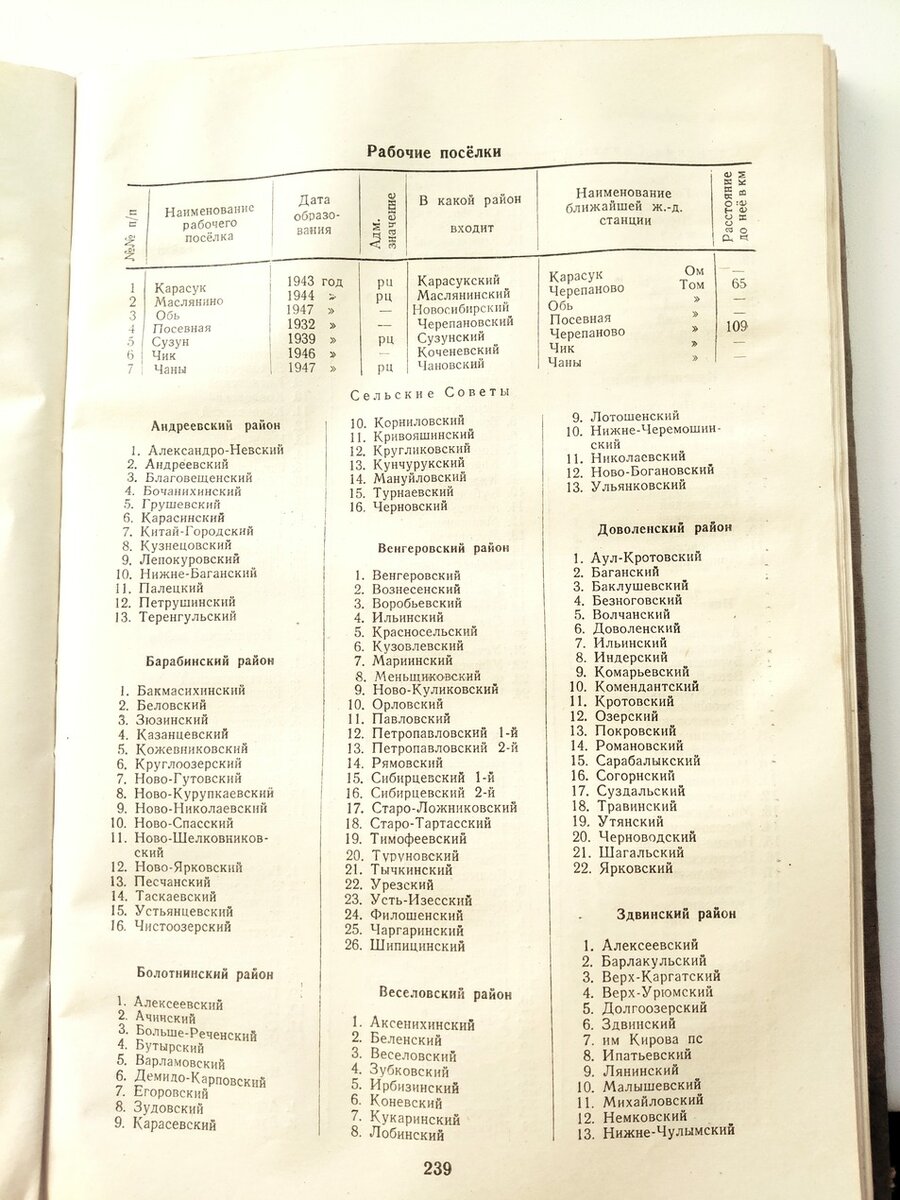 Рабочие посёлки
№№ п/п
Наименование рабочего посёлка
Дата образо-вания
Адм. значение
В какой район входит
Наименование ближайшей ж.-д. станции
Расстояние до неё в км
1 Карасук 1943 год рц Карасукский Карасук Ом —
2 Маслянино 1944 » рц Маслянинский Черепаново Том 65
3 Обь 1947 » — Новосибирский Обь » —
4 Посевная 1932 » — Черепановский Посевная » —
5 Сузун 1939 » рц Сузунский Черепаново » 109
6 Чик 1946 » — Коченевский Чик » —
7 Чаны 1947 » рц Чановский Чаны » —
Сельские Советы
Андреевский район
1. Александро-Невский
2. Андреевский
3. Благовещенский
4. Бочанихинский
5. Грушевский
6. Карасинский
7. Китай-Городский
8. Кузнецовский
9. Лепокуровский
10. Нижне-Баганский
11. Палецкий
12. Петрушинский
13. Теренгульский
Барабинский район
1. Бакмасихинский
2. Беловский
3. Зюзинский
4. Казанцевский
5. Кожевниковский
6. Круглоозерский
7. Ново-Гутовский
8. Ново-Курупкаевский
9. Ново-Николаевский
10. Ново-Спасский
11. Ново-Шелковников-
ский
12. Ново-Ярковский
13. Песчанский
14. Таскаевский
15. Устьянцевский
16. Чистоозерский
Болотнинский район
1. Алексеевский
2. Ачинский
3. Больше-Реченский
4. Бутырский
5. Варламовский
6. Демидо-Карповский
7. Егоровский
8. Зудовский
9. Карасевский
10. Корниловский
11. Кривояшинский
12. Кругликовский
13. Кунчурукский
14. Мануйловский
15. Турнаевский
16. Черновский
Венгеровский район
1. Венгеровский
2. Вознесенский
3. Воробьевский
4. Ильинский
5. Красносельский
6. Кузовлевский
7. Мариинский
8. Меньщиковский
9. Ново-Куликовский
10. Орловский
11. Павловский
12. Петропавловский 1-й
13. Петропавловский 2-й
14. Рямовский
15. Сибирцевский 1-й
16. Сибирцевский 2-й
17. Старо-Ложниковский
18. Старо-Тартасский
19. Тимофеевский
20. Туруновский
21. Тычкинский
22. Урезский
23. Усть-Изесский
24. Филошенский
25. Чаргаринский
26. Шипицинский
Веселовский район
1. Аксенихинский
2. Беленский
3. Веселовский
4. Зубковский
5. Ирбизинский
6. Коневский
7. Кукаринский
8. Лобинский
9. Лотошенский
10. Нижне-Черемошин-
ский
11. Николаевский
12. Ново-Богановский
13. Ульянковский
Доволенский район
1. Аул-Кротовский
2. Баганский
3. Баклушевский
4. Безноговский
5. Волчанский
6. Доволенский
7. Ильинский
8. Индерский
9. Комарьевский
10. Комендантский
11. Кротовский
12. Озерский
13. Покровский
14. Романовский
15. Сарабалыкский
16. Согорнский
17. Суздальский
18. Травинский
19. Утянский
20. Черноводский
21. Шагальский
22. Ярковский
Здвинский район
1. Алексеевский
2. Барлакульский
3. Верх-Каргатский
4. Верх-Урюмский
5. Долгоозерский
6. Здвинский
7. им Кирова пс
8. Ипатьевский
9. Лянинский
10. Малышевский
11. Михайловский
12. Немковский
13. Нижне-Чулымский
239